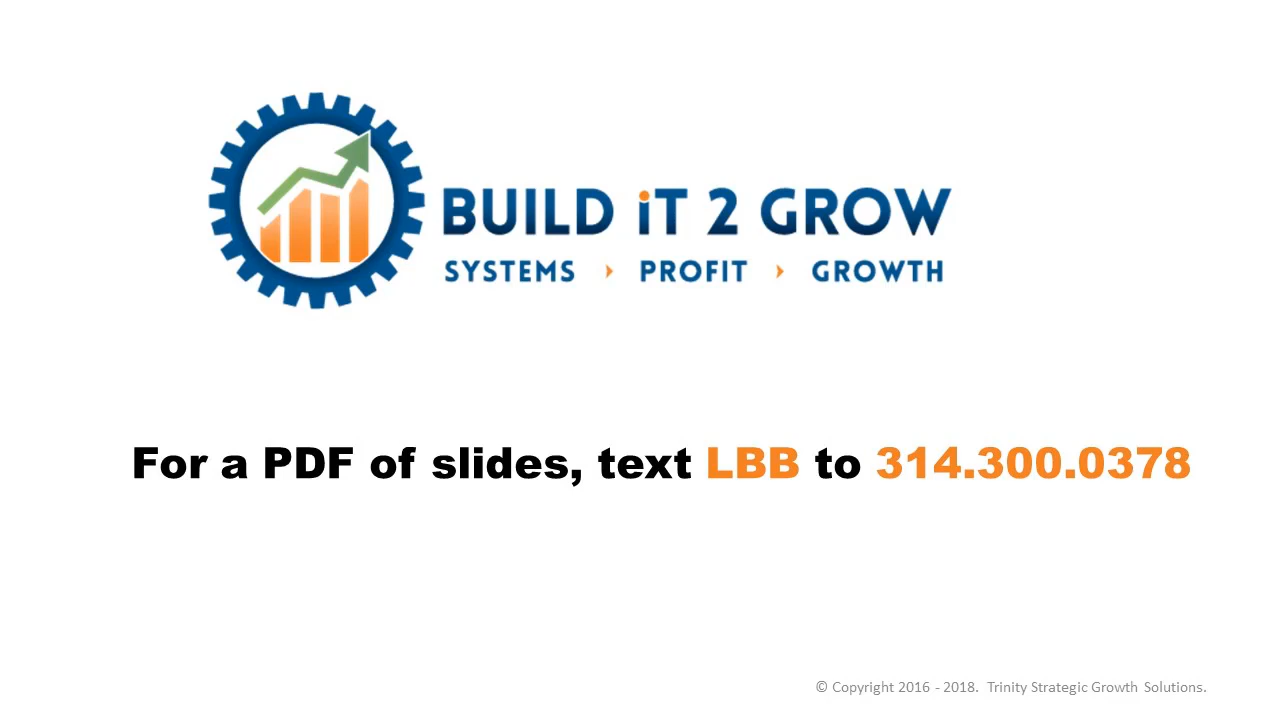 BUILD iT 2 GROW
SYSTEMS › PROFIT › GROWTH
For a PDF of slides, text LBB to 314.300.0378
© Copyright 2016 - 2018. Trinity Strategic Growth Solutions.